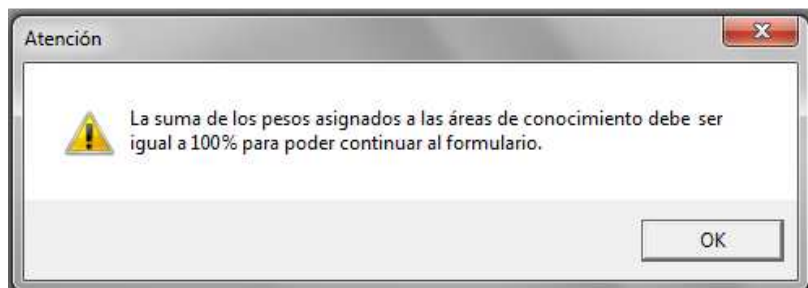 Atención
La suma de los pesos asignados a las áreas de conocimiento debe ser
igual a 100% para poder continuar al formulario.
OK